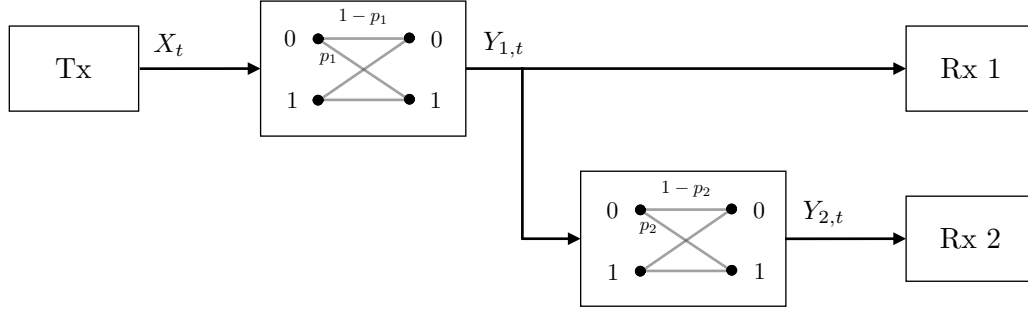 Tx
X_t
1 − p_1
0 0
p_1
1 1
Y_{1,t}
Rx 1
1 − p_2
0 0
p_2
1 1
Y_{2,t}
Rx 2